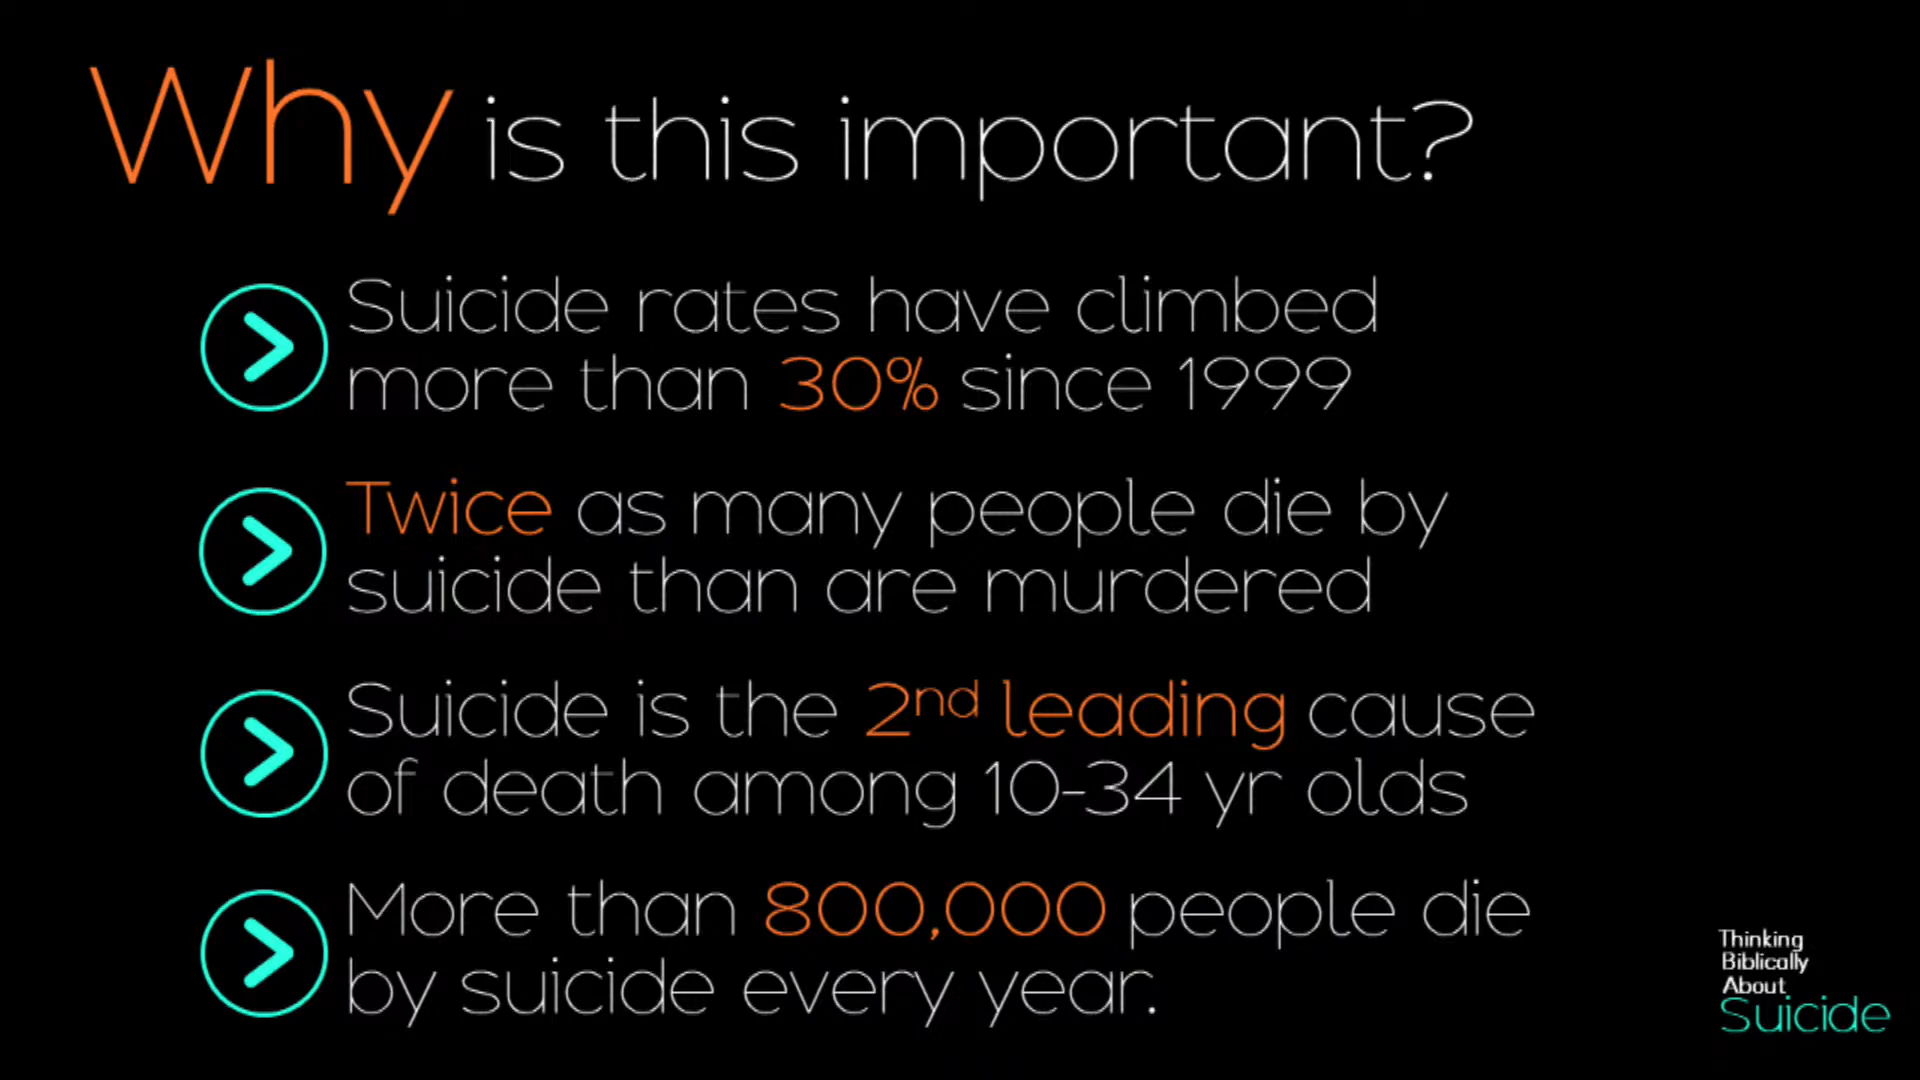 Why is this important?
Suicide rates have climbed
more than 30% since 1999
Twice as many people die by
suicide than are murdered
Suicide is the 2nd leading cause
of death among 10-34 yr olds
More than 800,000 people die
by suicide every year.
Thinking
Biblically
About
Suicide